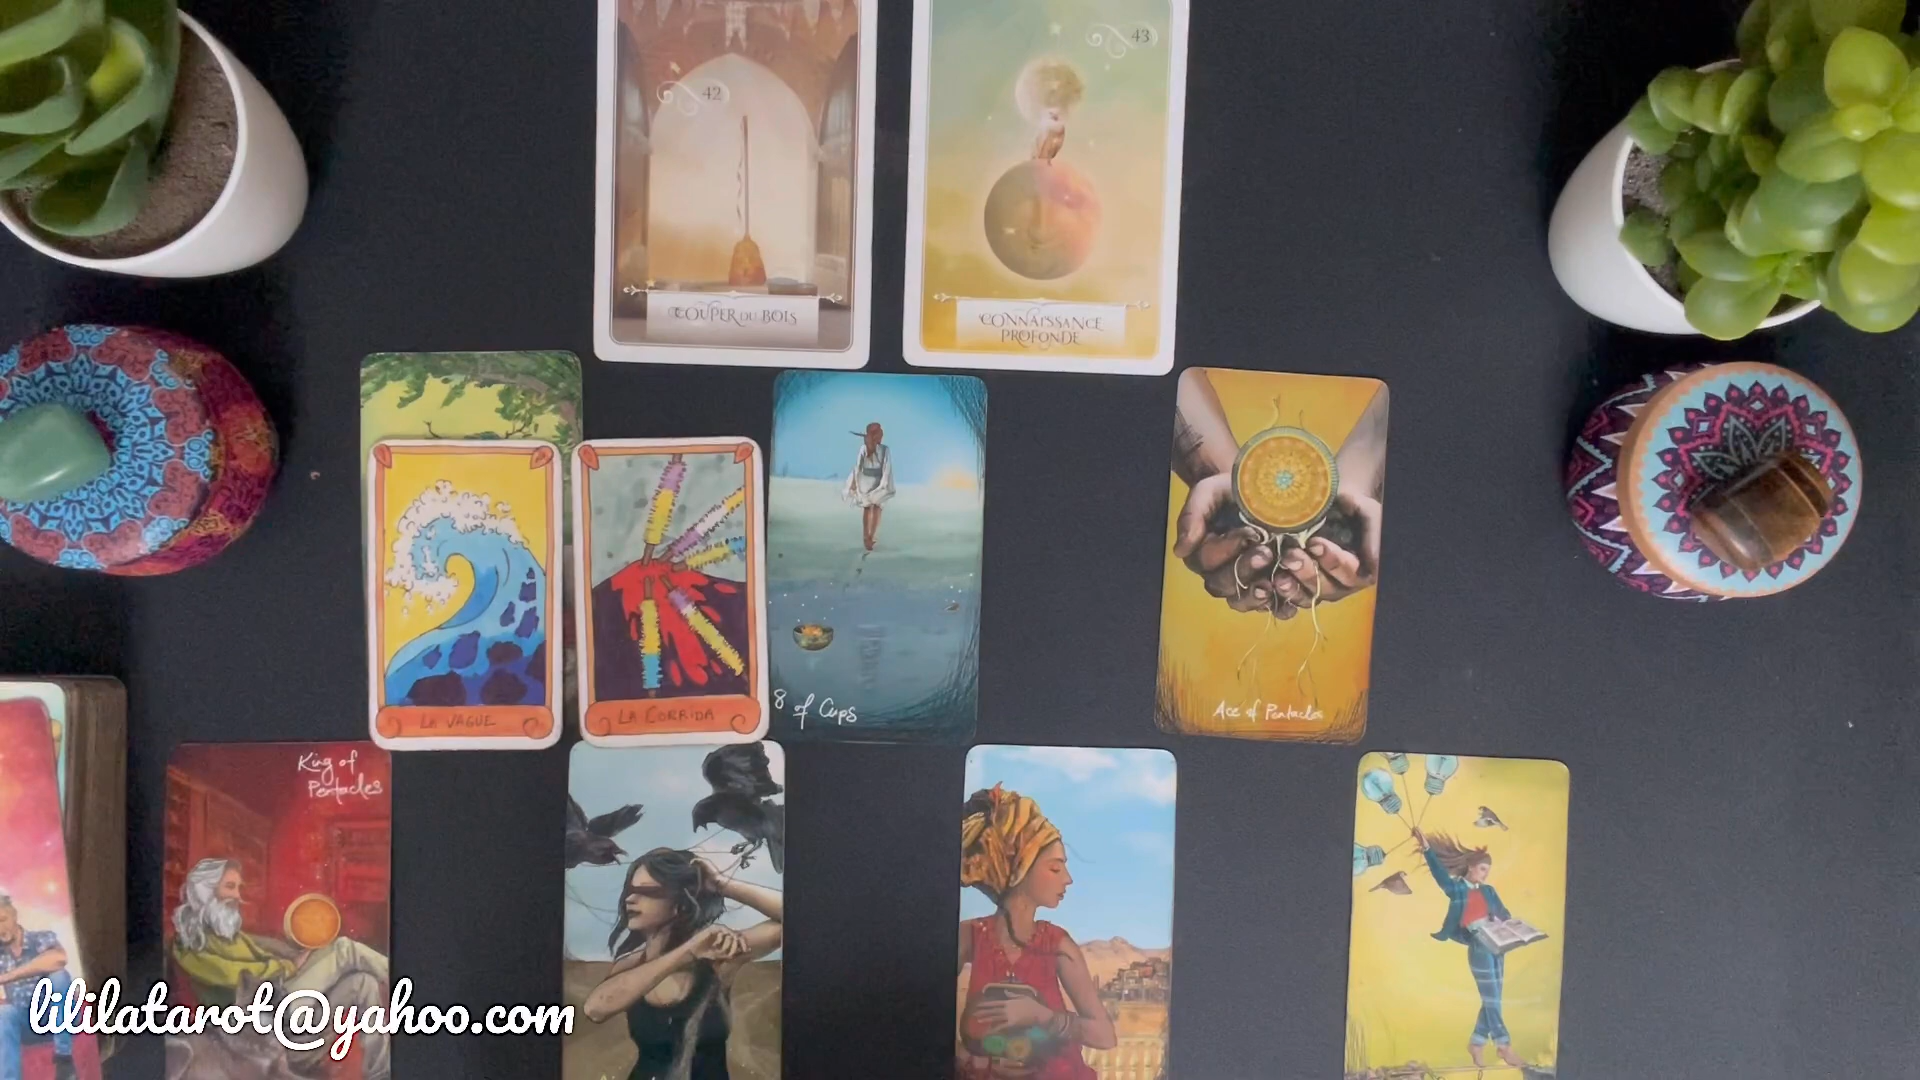 42
43
COUPER DU BOIS
CONNAISSANCE
PROFONDE
LA VAGUE
LA CORRIDA
8 of Cups
Ace of Pentacles
King of
Pentacles
lililatarot@yahoo.com